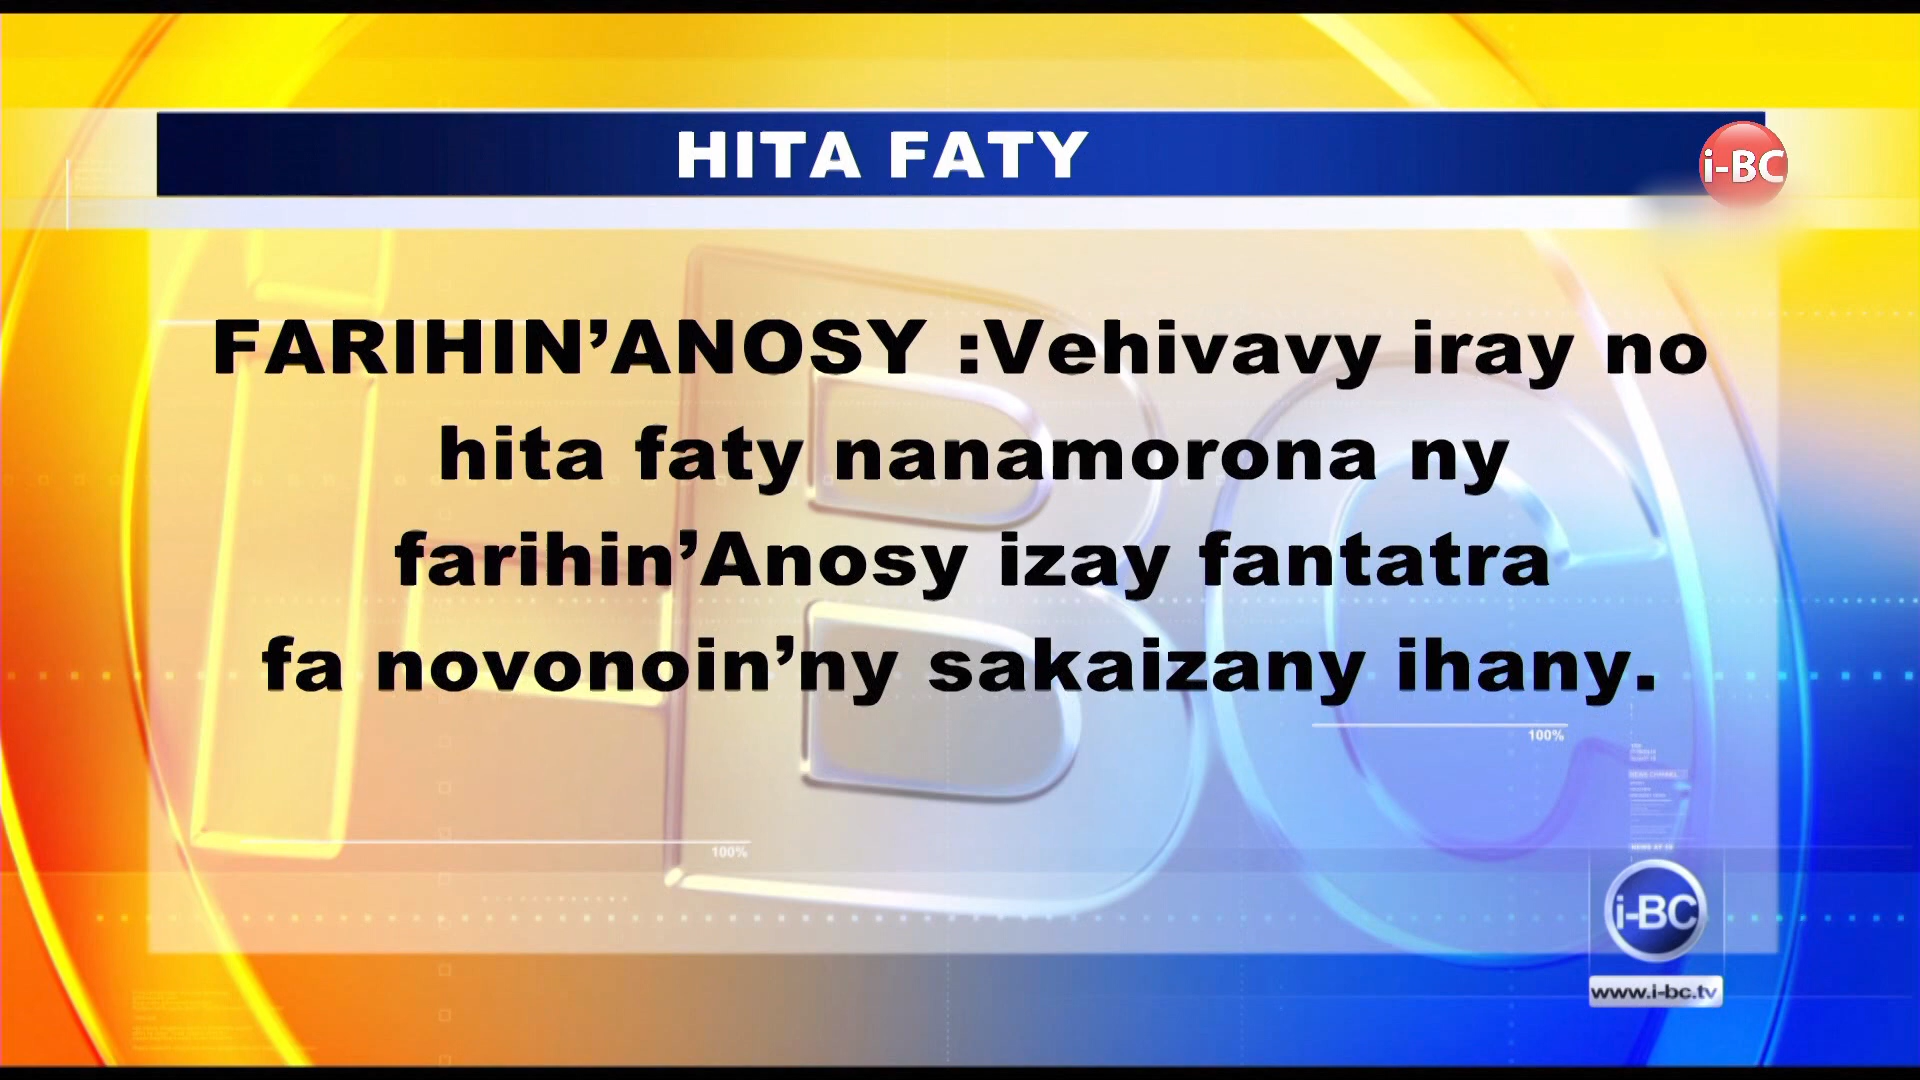 HITA FATY
i-BC
FARIHIN’ANOSY :Vehivavy iray no
hita faty nanamorona ny
farihin’Anosy izay fantatra
fa novonoin’ny sakaizany ihany.
100%
100%
i-BC
www.i-bc.tv